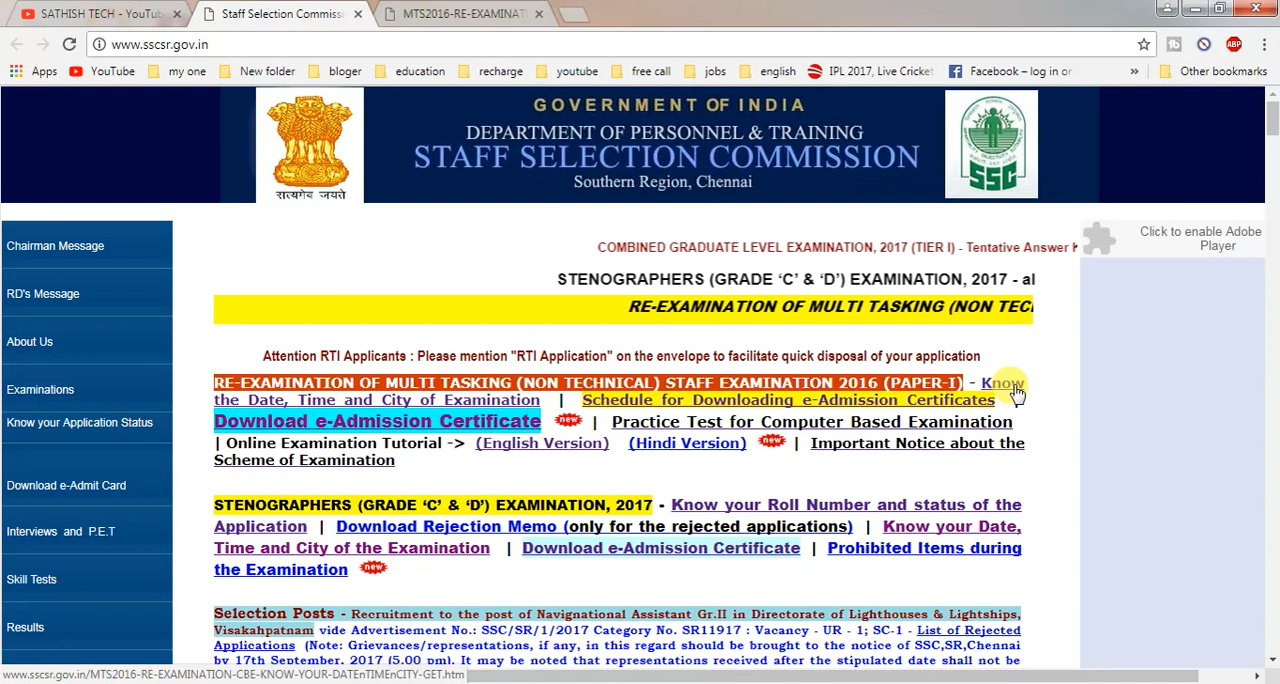 SATHISH TECH - YouTub
Staff Selection Commissi
MTS2016-RE-EXAMINAT
www.sscsr.gov.in
Apps YouTube my one New folder bloger education recharge youtube free call jobs english IPL 2017, Live Cricket Facebook – log in or » Other bookmarks
GOVERNMENT OF INDIA
DEPARTMENT OF PERSONNEL & TRAINING
STAFF SELECTION COMMISSION
Southern Region, Chennai
सत्यमेव जयते
SSC
Chairman Message
RD's Message
About Us
Examinations
Know your Application Status
Download e-Admit Card
Interviews and P.E.T
Skill Tests
Results
COMBINED GRADUATE LEVEL EXAMINATION, 2017 (TIER I) - Tentative Answer K
STENOGRAPHERS (GRADE ‘C’ & ‘D’) EXAMINATION, 2017 - al
RE-EXAMINATION OF MULTI TASKING (NON TECH
Attention RTI Applicants : Please mention "RTI Application" on the envelope to facilitate quick disposal of your application
RE-EXAMINATION OF MULTI TASKING (NON TECHNICAL) STAFF EXAMINATION 2016 (PAPER-I) - Know
the Date, Time and City of Examination | Schedule for Downloading e-Admission Certificates
Download e-Admission Certificate new | Practice Test for Computer Based Examination
| Online Examination Tutorial -> (English Version) (Hindi Version) new | Important Notice about the
Scheme of Examination
STENOGRAPHERS (GRADE ‘C’ & ‘D’) EXAMINATION, 2017 - Know your Roll Number and status of the
Application | Download Rejection Memo (only for the rejected applications) | Know your Date,
Time and City of the Examination | Download e-Admission Certificate | Prohibited Items during
the Examination new
Selection Posts - Recruitment to the post of Navignational Assistant Gr.II in Directorate of Lighthouses & Lightships,
Visakahpatnam vide Advertisement No.: SSC/SR/1/2017 Category No. SR11917 : Vacancy - UR - 1; SC-1 - List of Rejected
Applications (Note: Grievances/representations, if any, in this regard should be brought to the notice of SSC,SR,Chennai
by 17th September, 2017 (5.00 pm). It may be noted that representations received after the stipulated date shall not be
Click to enable Adobe
Player
ABP
www.sscsr.gov.in/MTS2016-RE-EXAMINATION-CBE-KNOW-YOUR-DATEnTIMEnCITY-GET.htm